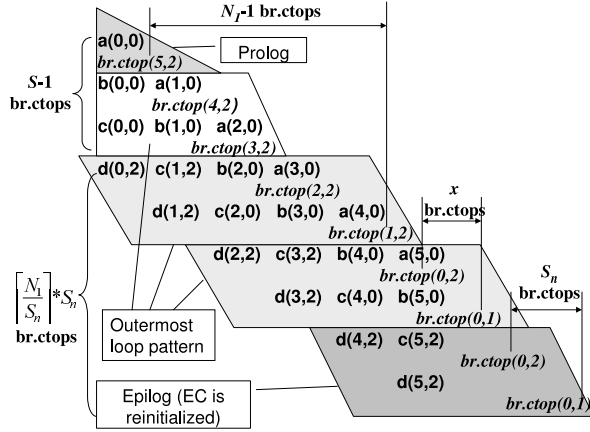 N1-1 br.ctops
a(0,0)
Prolog
br.ctop(5,2)
S-1
br.ctops
b(0,0) a(1,0)
br.ctop(4,2)
c(0,0) b(1,0) a(2,0)
br.ctop(3,2)
d(0,2) c(1,2) b(2,0) a(3,0)
br.ctop(2,2)
x
br.ctops
d(1,2) c(2,0) b(3,0) a(4,0)
br.ctop(1,2)
d(2,2) c(3,2) b(4,0) a(5,0)
br.ctop(0,2)
Sn
br.ctops
⌈N1/Sn⌉*Sn
br.ctops
d(3,2) c(4,0) b(5,0)
br.ctop(0,1)
Outermost
loop pattern
d(4,2) c(5,2)
br.ctop(0,2)
Epilog (EC is
reinitialized)
d(5,2)
br.ctop(0,1)